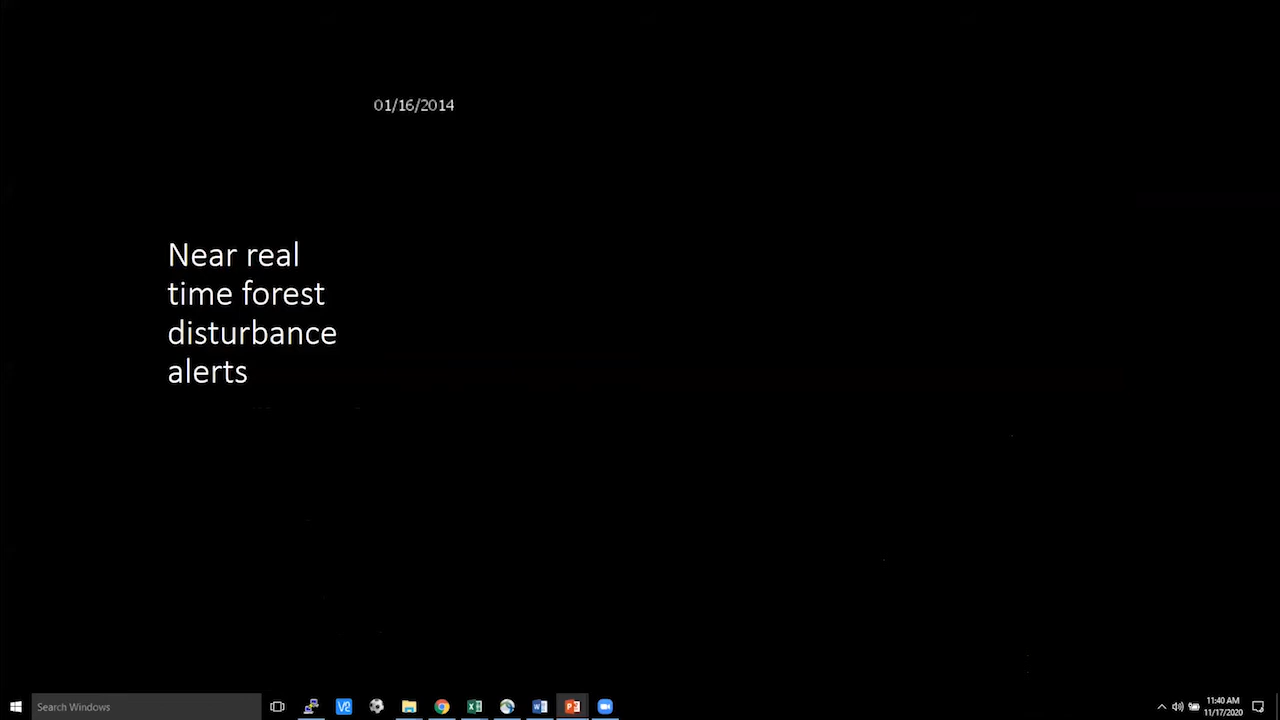 01/16/2014
Near real
time forest
disturbance
alerts
Search Windows
11:40 AM
11/17/2020